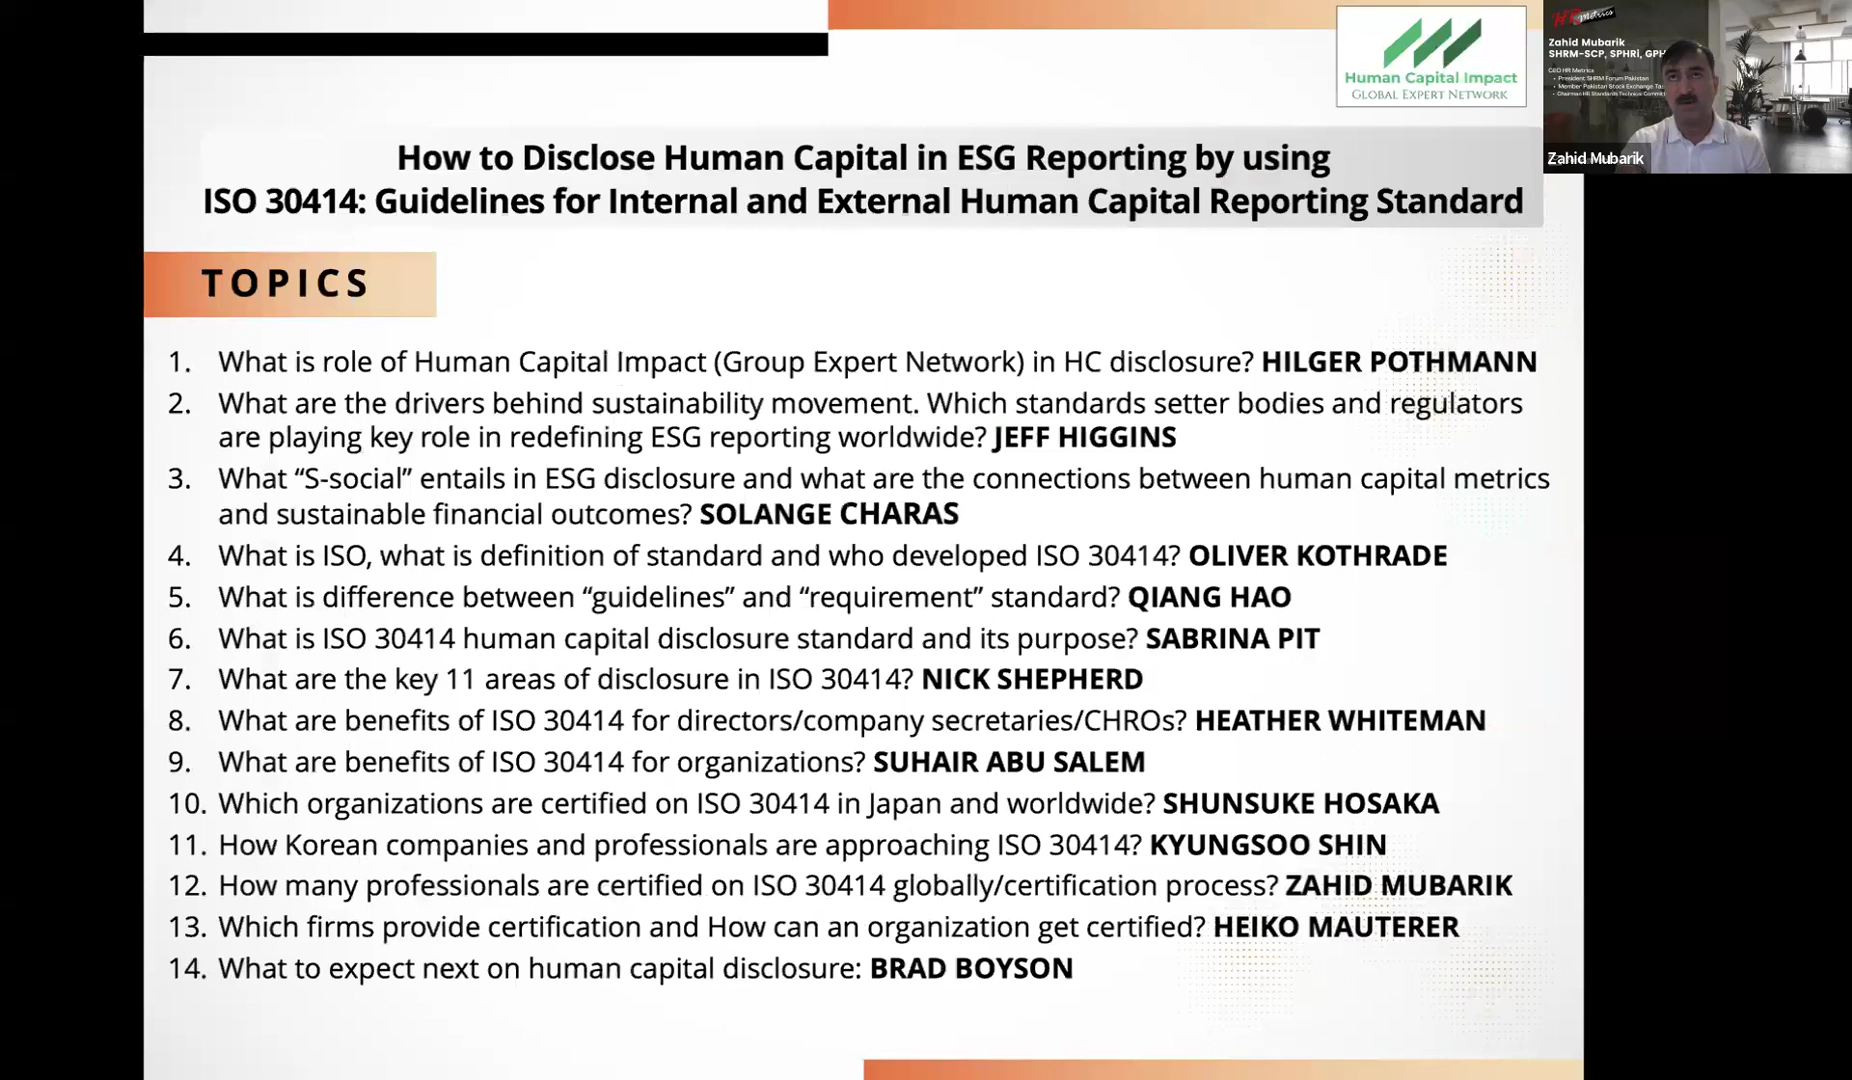 Human Capital Impact
GLOBAL EXPERT NETWORK
HR Metrics
Zahid Mubarik
SHRM-SCP, SPHRi, GPH
CEO HR Metrics
• President SHRM Forum Pakistan
• Member Pakistan Stock Exchange Ta
• Chairman HR Standards Technical Commit
Zahid Mubarik
How to Disclose Human Capital in ESG Reporting by using
ISO 30414: Guidelines for Internal and External Human Capital Reporting Standard
TOPICS
1. What is role of Human Capital Impact (Group Expert Network) in HC disclosure? HILGER POTHMANN
2. What are the drivers behind sustainability movement. Which standards setter bodies and regulators
are playing key role in redefining ESG reporting worldwide? JEFF HIGGINS
3. What “S-social” entails in ESG disclosure and what are the connections between human capital metrics
and sustainable financial outcomes? SOLANGE CHARAS
4. What is ISO, what is definition of standard and who developed ISO 30414? OLIVER KOTHRADE
5. What is difference between “guidelines” and “requirement” standard? QIANG HAO
6. What is ISO 30414 human capital disclosure standard and its purpose? SABRINA PIT
7. What are the key 11 areas of disclosure in ISO 30414? NICK SHEPHERD
8. What are benefits of ISO 30414 for directors/company secretaries/CHROs? HEATHER WHITEMAN
9. What are benefits of ISO 30414 for organizations? SUHAIR ABU SALEM
10. Which organizations are certified on ISO 30414 in Japan and worldwide? SHUNSUKE HOSAKA
11. How Korean companies and professionals are approaching ISO 30414? KYUNGSOO SHIN
12. How many professionals are certified on ISO 30414 globally/certification process? ZAHID MUBARIK
13. Which firms provide certification and How can an organization get certified? HEIKO MAUTERER
14. What to expect next on human capital disclosure: BRAD BOYSON